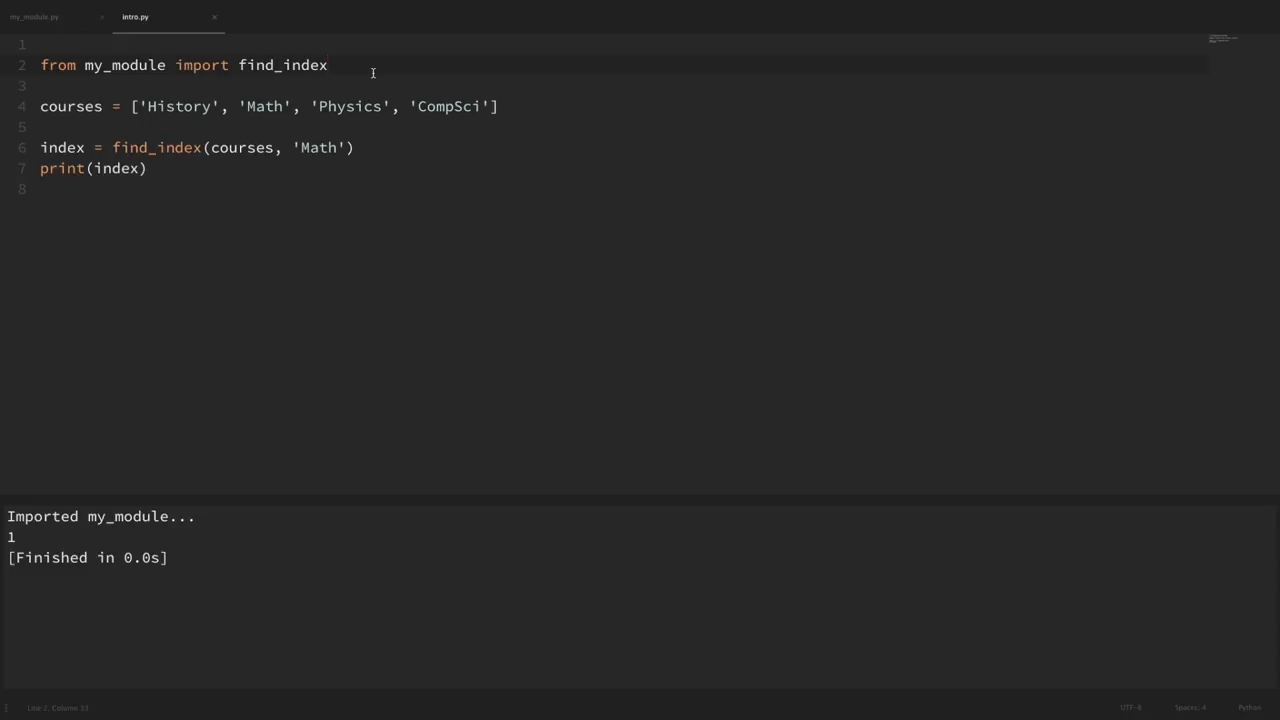 my_module.py
intro.py
1
2 from my_module import find_index
3
4 courses = ['History', 'Math', 'Physics', 'CompSci']
5
6 index = find_index(courses, 'Math')
7 print(index)
8
Imported my_module...
1
[Finished in 0.0s]
Line 2, Column 33
UTF-8
Spaces: 4
Python